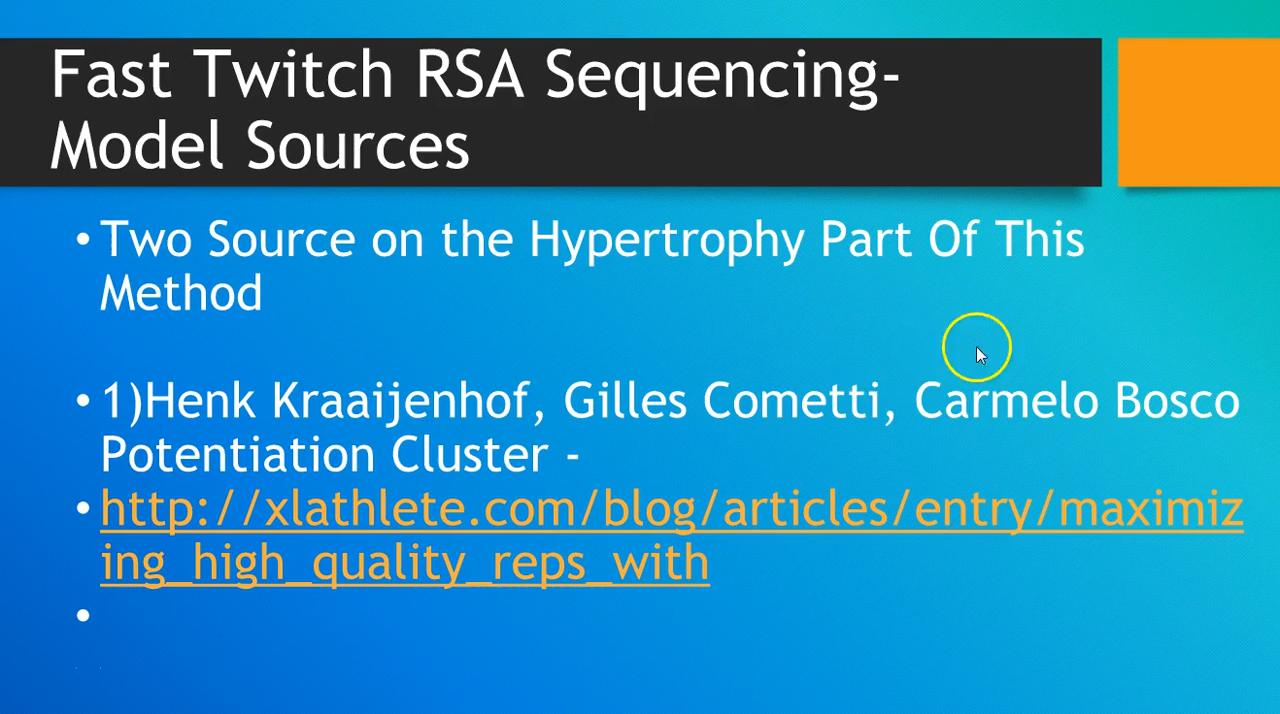 Fast Twitch RSA Sequencing-
Model Sources
• Two Source on the Hypertrophy Part Of This
Method
• 1)Henk Kraaijenhof, Gilles Cometti, Carmelo Bosco
Potentiation Cluster -
• http://xlathlete.com/blog/articles/entry/maximiz
ing_high_quality_reps_with
•